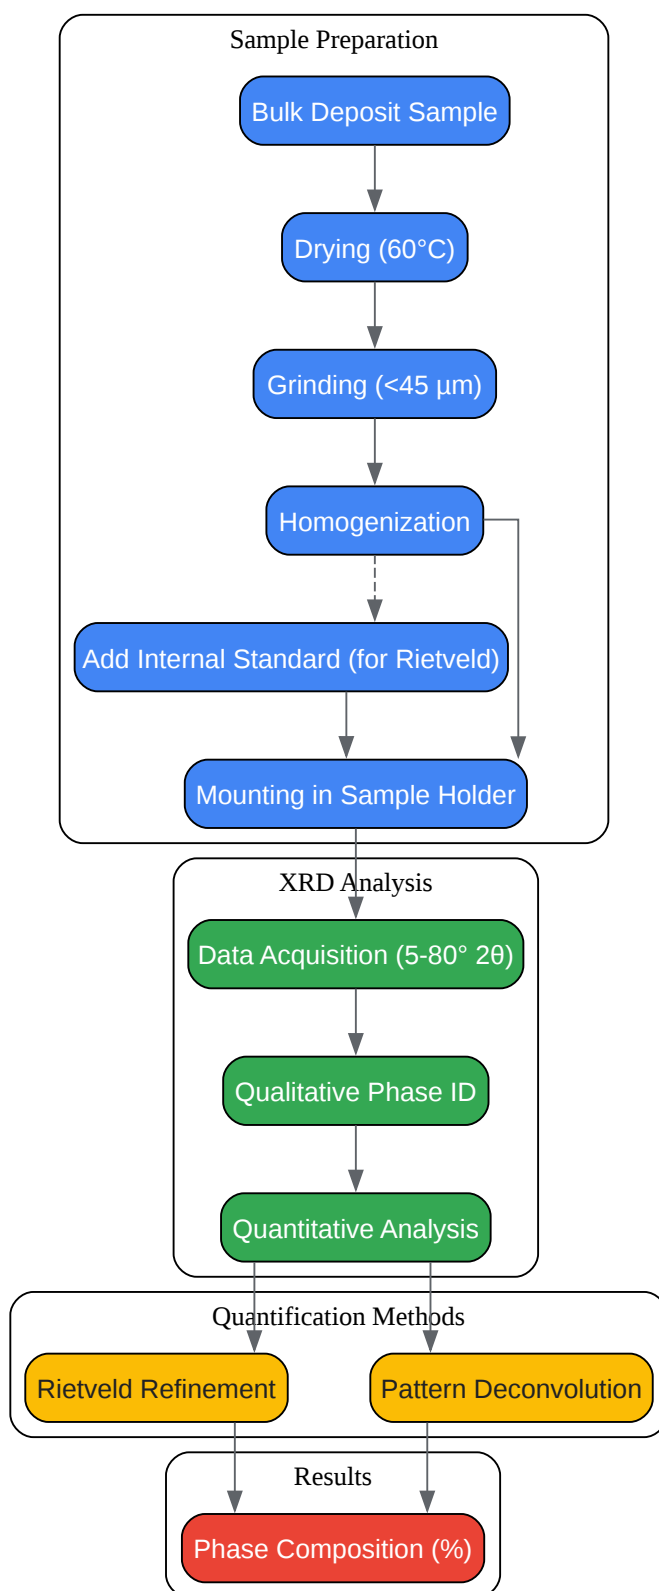 Sample Preparation
Bulk Deposit Sample
Drying (60°C)
Grinding (<45 µm)
Homogenization
Add Internal Standard (for Rietveld)
Mounting in Sample Holder
XRD Analysis
Data Acquisition (5-80° 2θ)
Qualitative Phase ID
Quantitative Analysis
Quantification Methods
Rietveld Refinement
Pattern Deconvolution
Results
Phase Composition (%)